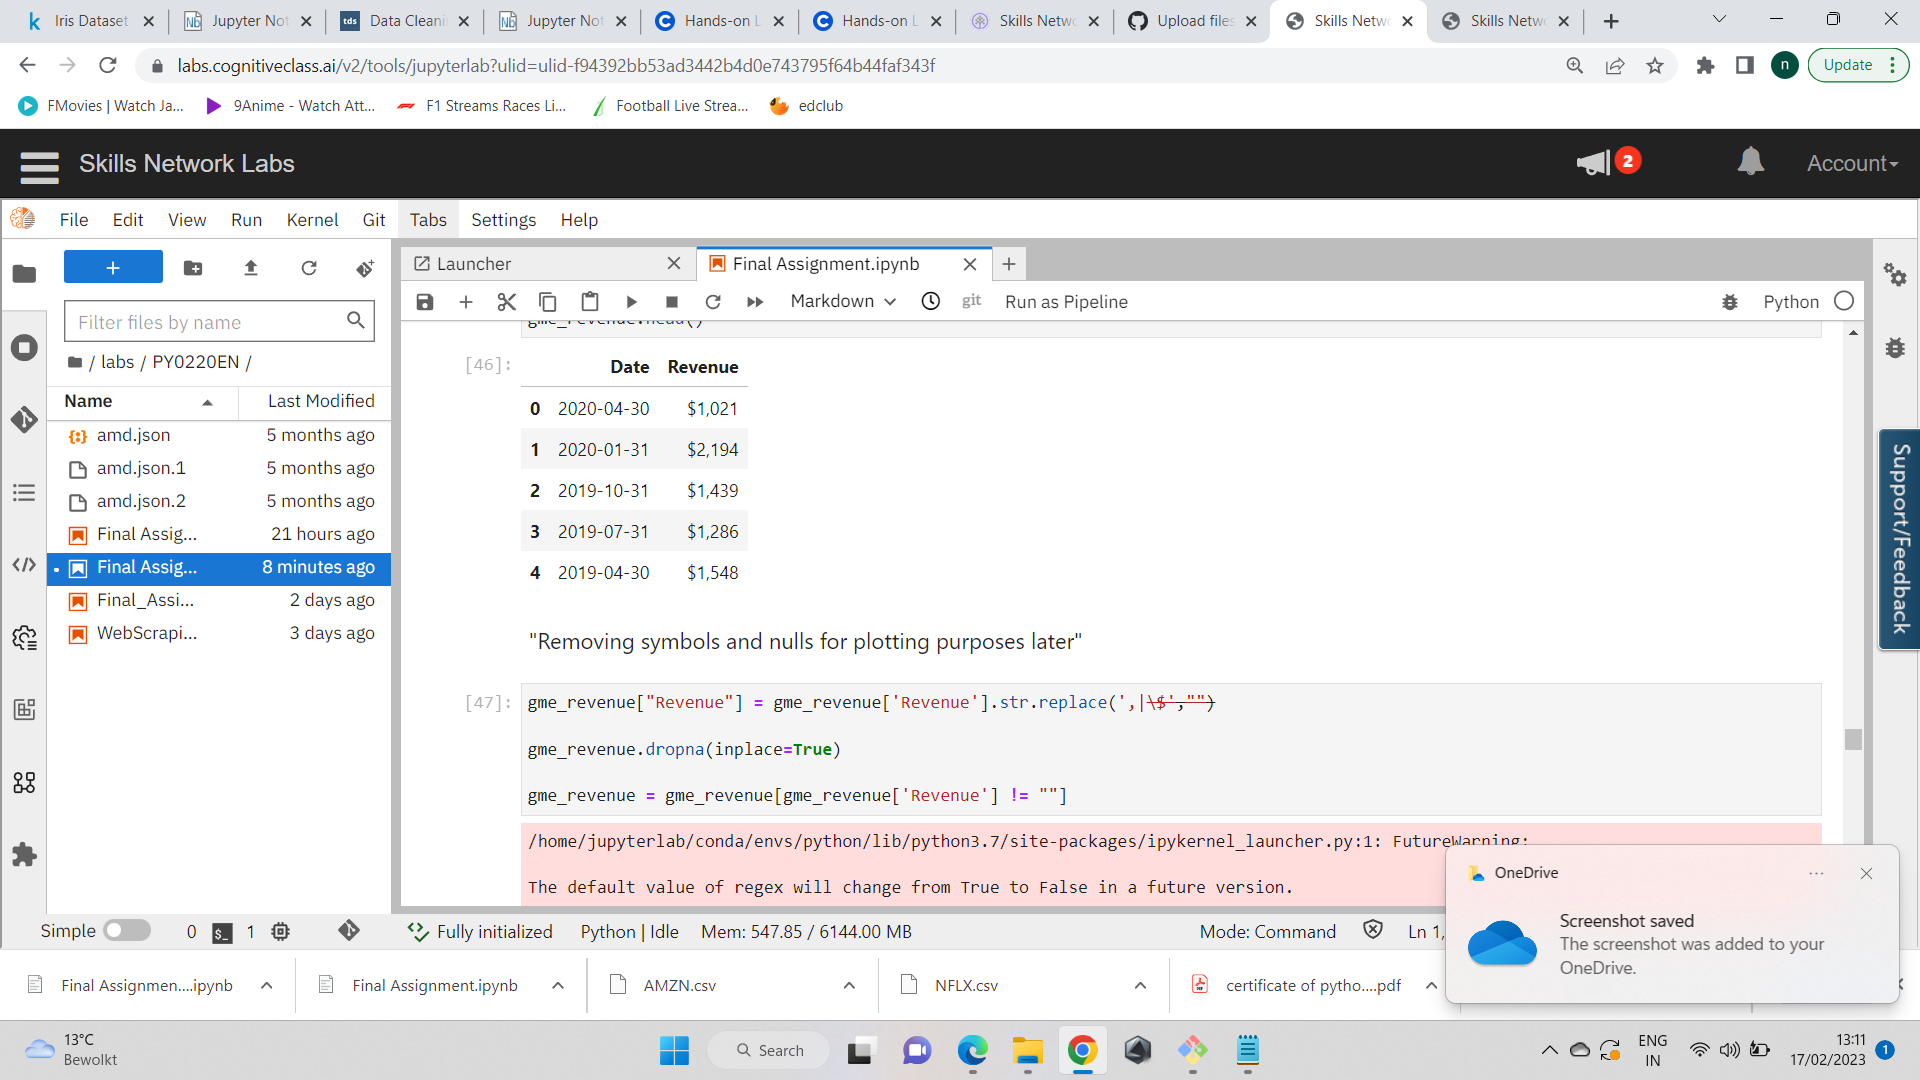 Iris Dataset
Jupyter Not
tds
Data Cleani
Jupyter Not
Hands-on L
Hands-on L
Skills Netwo
Upload files
Skills Netwo
Skills Netwo
labs.cognitiveclass.ai/v2/tools/jupyterlab?ulid=ulid-f94392bb53ad3442b4d0e743795f64b44faf343f
n
Update
FMovies | Watch Ja...
9Anime - Watch Att...
F1 Streams Races Li...
Football Live Strea...
edclub
Skills Network Labs
2
Account
File Edit View Run Kernel Git Tabs Settings Help
Launcher
Final Assignment.ipynb
Markdown
git
Run as Pipeline
Python
Filter files by name
/ labs / PY0220EN /
Name Last Modified
amd.json 5 months ago
amd.json.1 5 months ago
amd.json.2 5 months ago
Final Assig... 21 hours ago
Final Assig... 8 minutes ago
Final_Assi... 2 days ago
WebScrapi... 3 days ago
gme_revenue.head()
[46]:
Date Revenue
0 2020-04-30 $1,021
1 2020-01-31 $2,194
2 2019-10-31 $1,439
3 2019-07-31 $1,286
4 2019-04-30 $1,548
"Removing symbols and nulls for plotting purposes later"
[47]: gme_revenue["Revenue"] = gme_revenue['Revenue'].str.replace(',|\$',"")
gme_revenue.dropna(inplace=True)
gme_revenue = gme_revenue[gme_revenue['Revenue'] != ""]
/home/jupyterlab/conda/envs/python/lib/python3.7/site-packages/ipykernel_launcher.py:1: FutureWarning:
The default value of regex will change from True to False in a future version.
Support/Feedback
OneDrive
Screenshot saved
The screenshot was added to your
OneDrive.
Simple
0 $_ 1
Fully initialized
Python | Idle
Mem: 547.85 / 6144.00 MB
Mode: Command
Ln 1,
Final Assignmen....ipynb
Final Assignment.ipynb
AMZN.csv
NFLX.csv
certificate of pytho....pdf
13°C
Bewolkt
Search
ENG
IN
13:11
17/02/2023
1